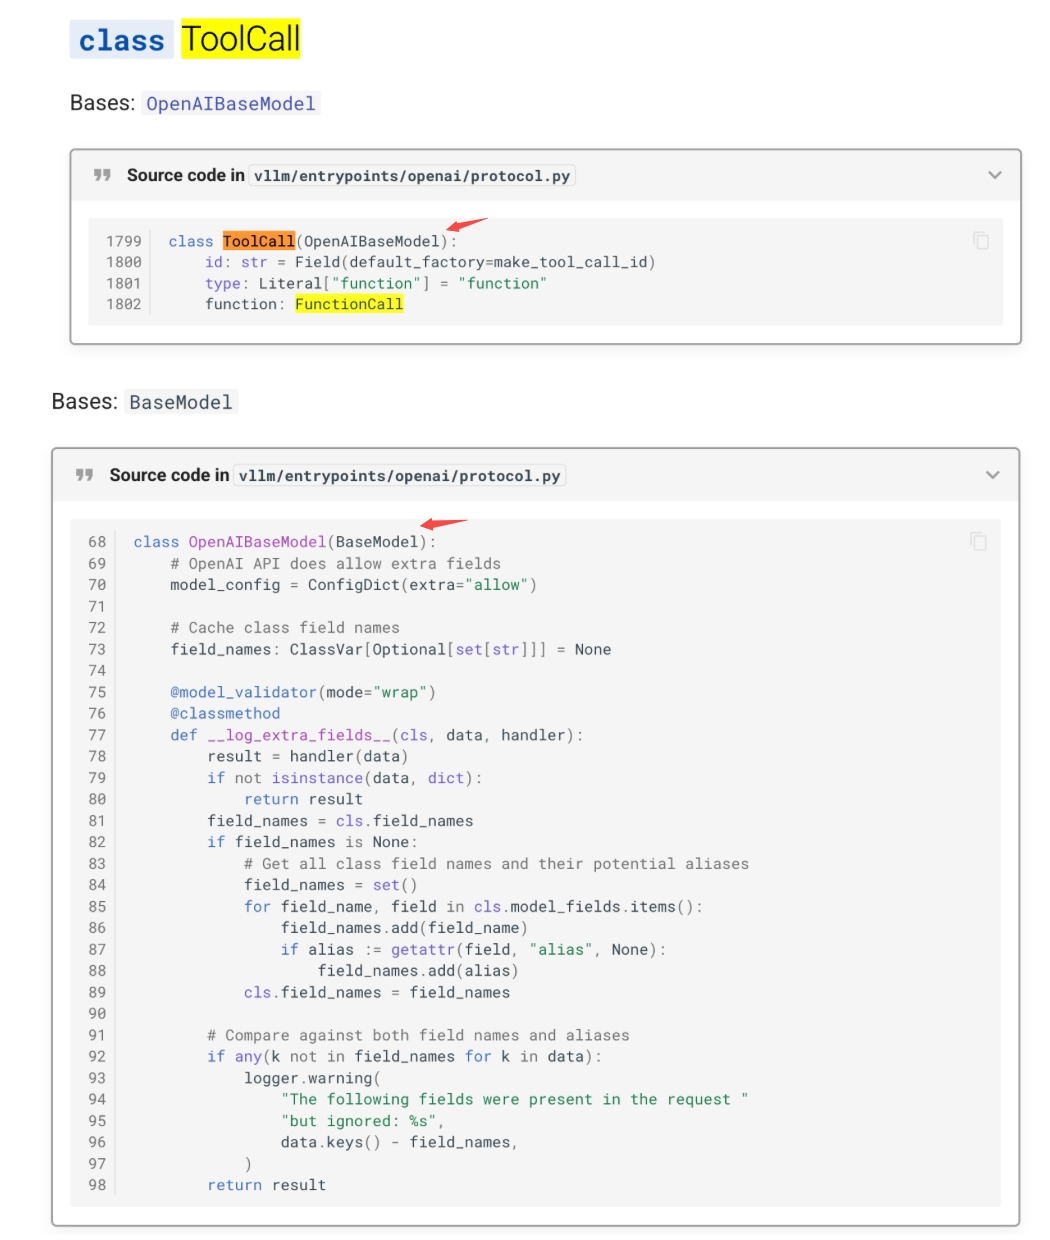 class ToolCall
Bases: OpenAIBaseModel
Source code in vllm/entrypoints/openai/protocol.py
1799 class ToolCall(OpenAIBaseModel):
1800     id: str = Field(default_factory=make_tool_call_id)
1801     type: Literal["function"] = "function"
1802     function: FunctionCall
Bases: BaseModel
Source code in vllm/entrypoints/openai/protocol.py
68 class OpenAIBaseModel(BaseModel):
69     # OpenAI API does allow extra fields
70     model_config = ConfigDict(extra="allow")
71
72     # Cache class field names
73     field_names: ClassVar[Optional[set[str]]] = None
74
75     @model_validator(mode="wrap")
76     @classmethod
77     def __log_extra_fields__(cls, data, handler):
78         result = handler(data)
79         if not isinstance(data, dict):
80             return result
81         field_names = cls.field_names
82         if field_names is None:
83             # Get all class field names and their potential aliases
84             field_names = set()
85             for field_name, field in cls.model_fields.items():
86                 field_names.add(field_name)
87                 if alias := getattr(field, "alias", None):
88                     field_names.add(alias)
89             cls.field_names = field_names
90
91         # Compare against both field names and aliases
92         if any(k not in field_names for k in data):
93             logger.warning(
94                 "The following fields were present in the request "
95                 "but ignored: %s",
96                 data.keys() - field_names,
97             )
98         return result